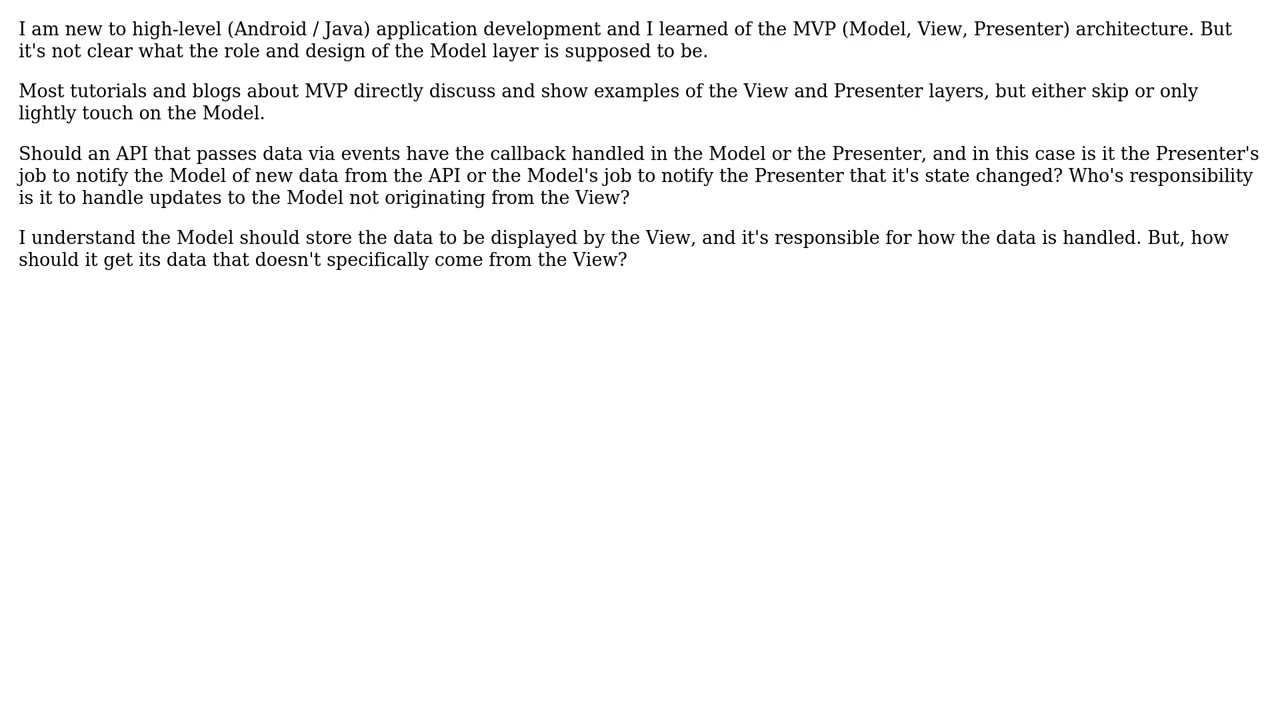 I am new to high-level (Android / Java) application development and I learned of the MVP (Model, View, Presenter) architecture. But
it's not clear what the role and design of the Model layer is supposed to be.
Most tutorials and blogs about MVP directly discuss and show examples of the View and Presenter layers, but either skip or only
lightly touch on the Model.
Should an API that passes data via events have the callback handled in the Model or the Presenter, and in this case is it the Presenter's
job to notify the Model of new data from the API or the Model's job to notify the Presenter that it's state changed? Who's responsibility
is it to handle updates to the Model not originating from the View?
I understand the Model should store the data to be displayed by the View, and it's responsible for how the data is handled. But, how
should it get its data that doesn't specifically come from the View?